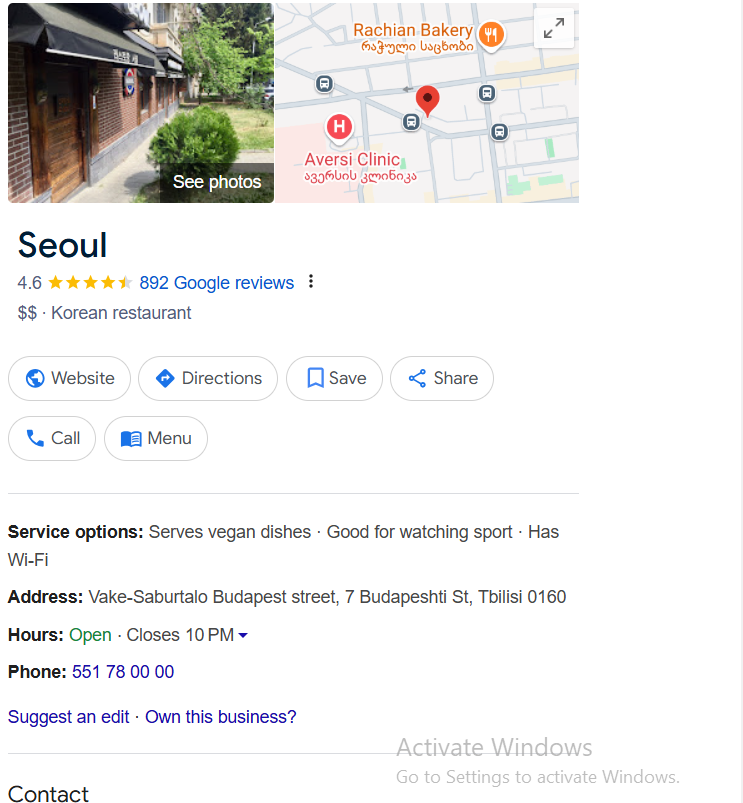 Rachian Bakery
რაჭული საცხობი
H
Aversi Clinic
ავერსის კლინიკა
See photos
Seoul
4.6 892 Google reviews
$$ · Korean restaurant
Website Directions Save Share
Call Menu
Service options: Serves vegan dishes · Good for watching sport · Has
Wi-Fi
Address: Vake-Saburtalo Budapest street, 7 Budapeshti St, Tbilisi 0160
Hours: Open · Closes 10 PM
Phone: 551 78 00 00
Suggest an edit · Own this business?
Activate Windows
Go to Settings to activate Windows.
Contact